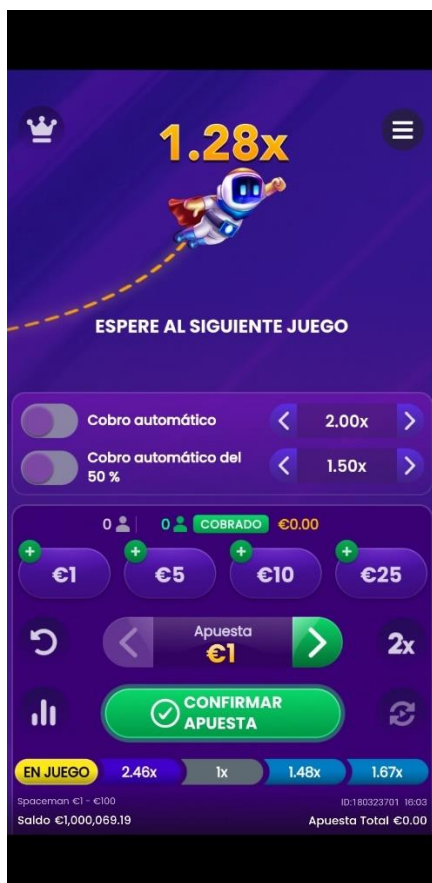 1.28x
ESPERE AL SIGUIENTE JUEGO
Cobro automático
2.00x
Cobro automático del
50 %
1.50x
0 0 COBRADO €0.00
€1 €5 €10 €25
Apuesta
€1
2x
CONFIRMAR
APUESTA
EN JUEGO 2.46x 1x 1.48x 1.67x
Spaceman €1 - €100 ID:180323701 16:03
Saldo €1,000,069.19 Apuesta Total €0.00